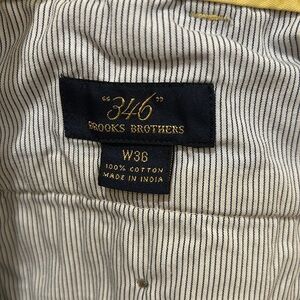 "346"
BROOKS BROTHERS
W36
100% COTTON
MADE IN INDIA